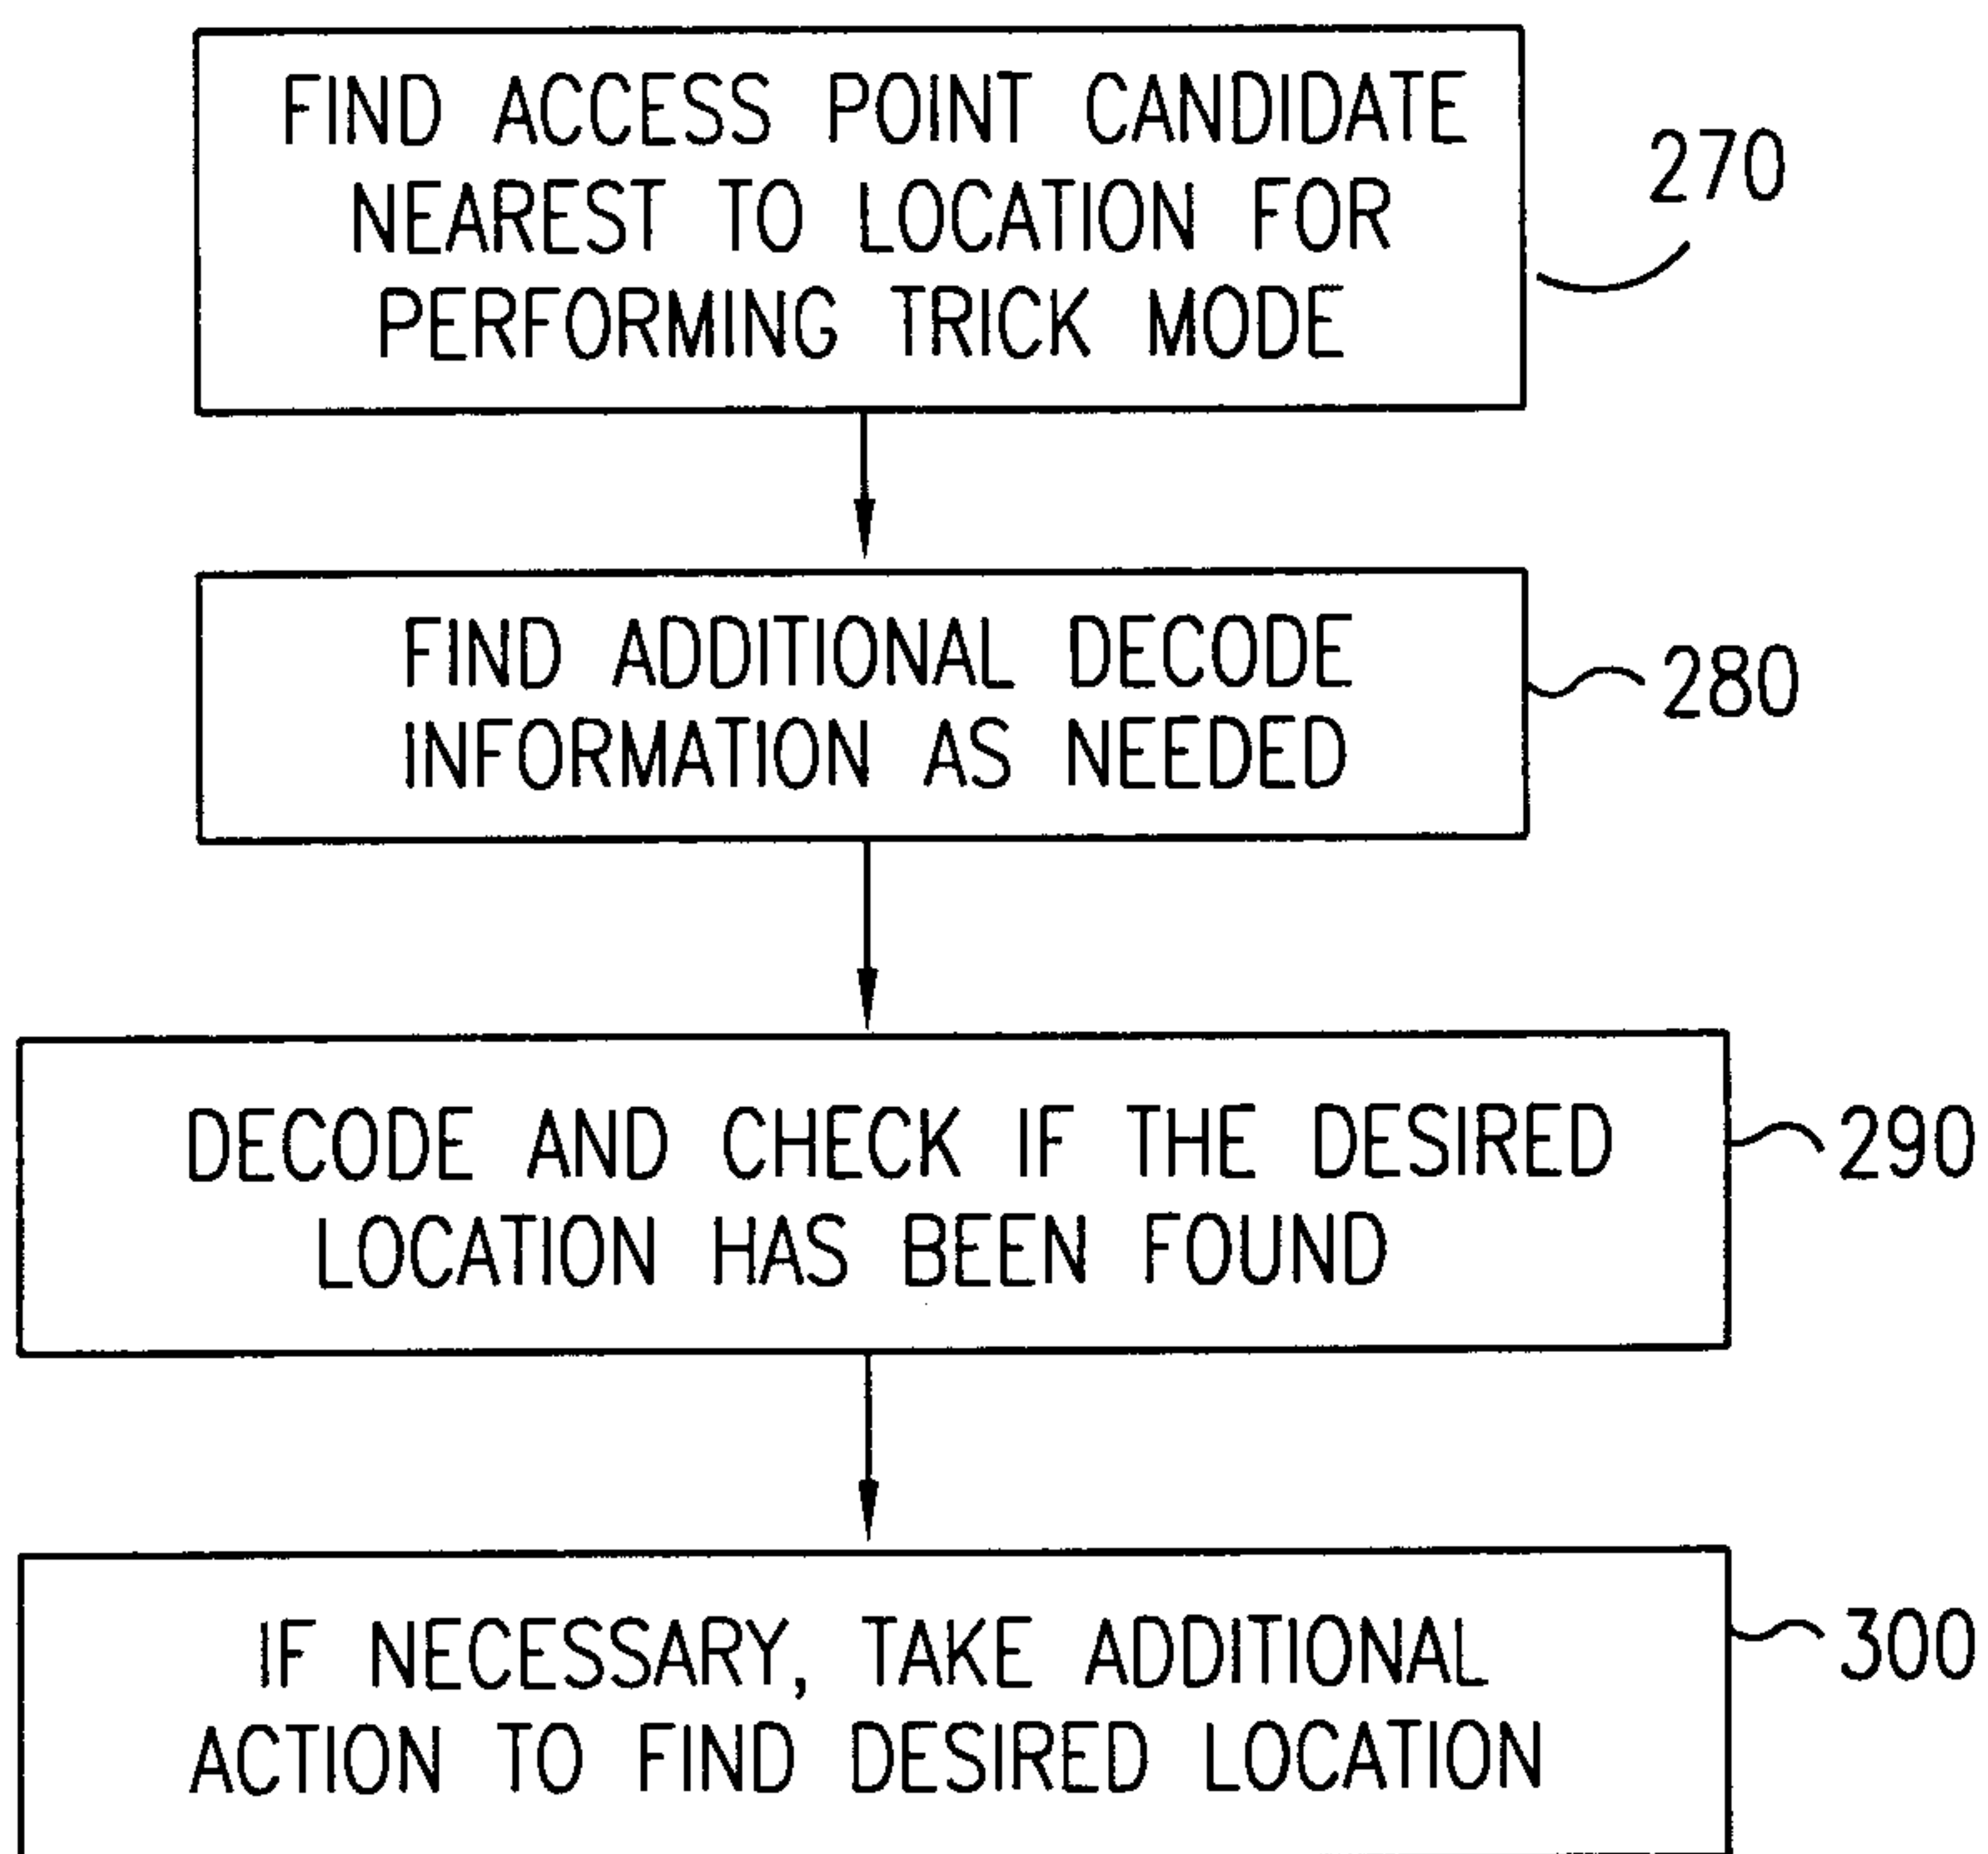 FIND ACCESS POINT CANDIDATE
NEAREST TO LOCATION FOR
PERFORMING TRICK MODE
270
FIND ADDITIONAL DECODE
INFORMATION AS NEEDED
280
DECODE AND CHECK IF THE DESIRED
LOCATION HAS BEEN FOUND
290
IF NECESSARY, TAKE ADDITIONAL
ACTION TO FIND DESIRED LOCATION
300